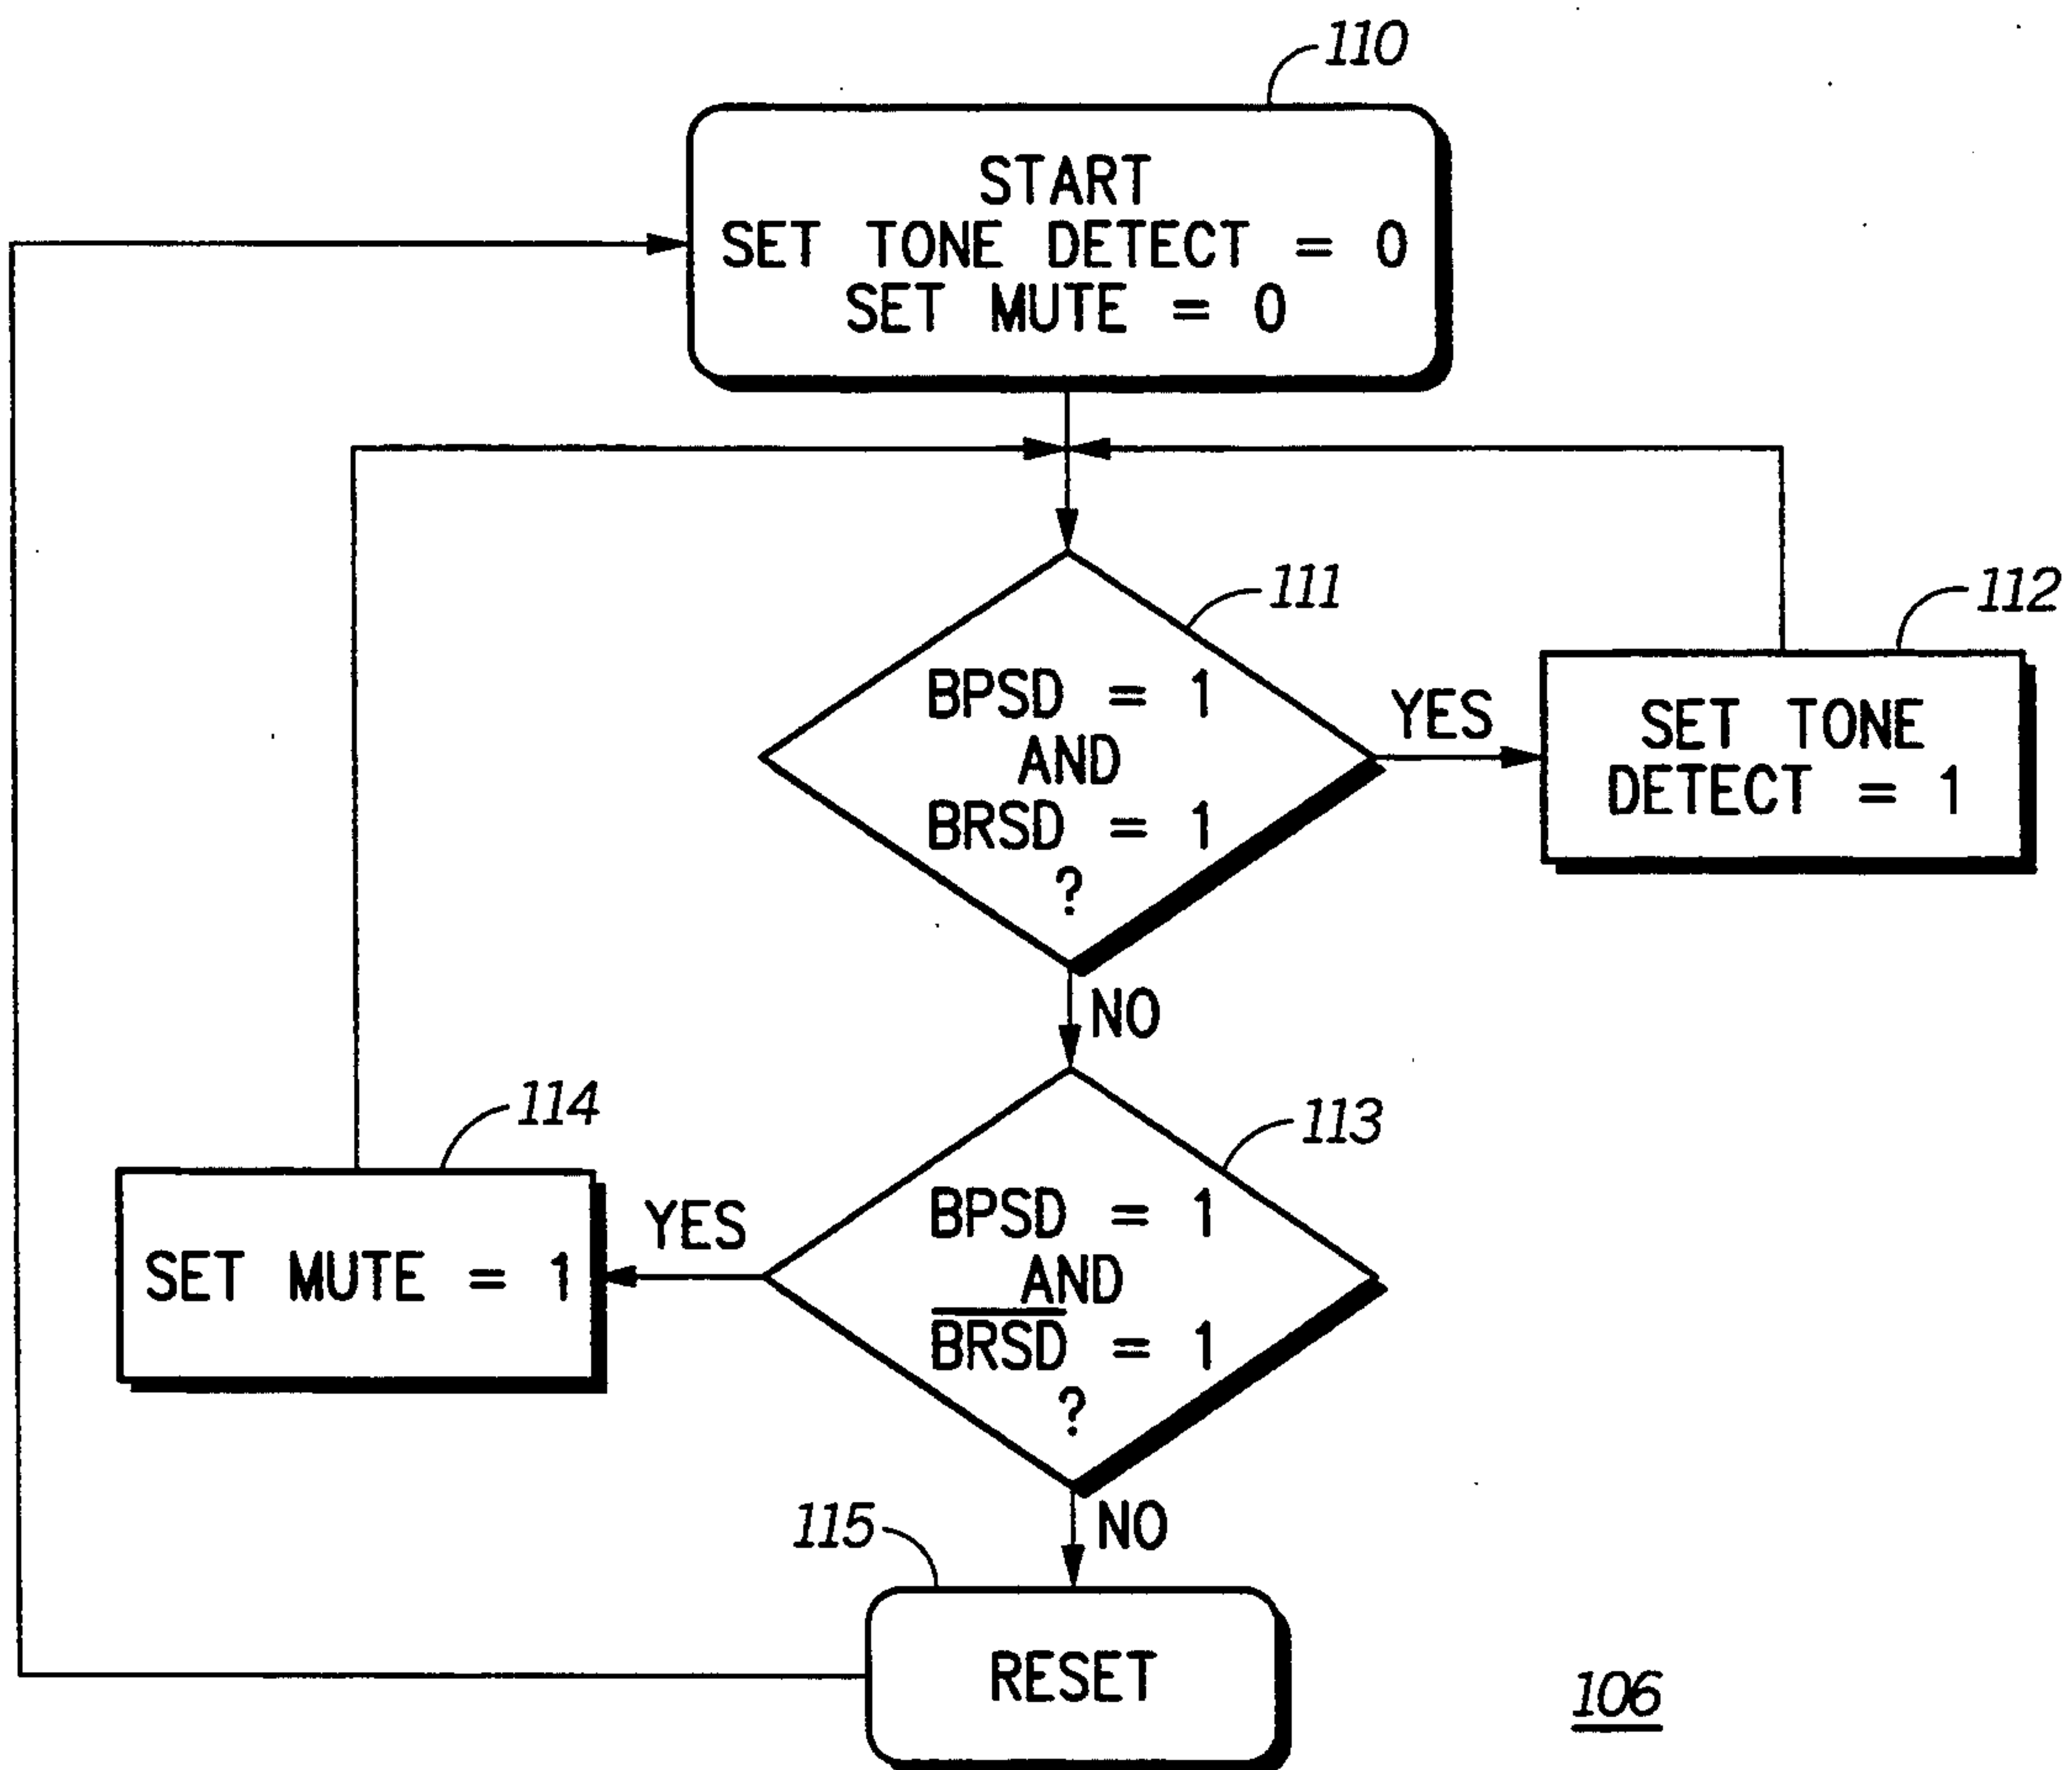 110
START
SET TONE DETECT = 0
SET MUTE = 0
111
BPSD = 1
AND
BRSD = 1
?
YES
112
SET TONE
DETECT = 1
NO
113
BPSD = 1
AND
B̅R̅S̅D̅ = 1
?
YES
114
SET MUTE = 1
NO
115
RESET
106